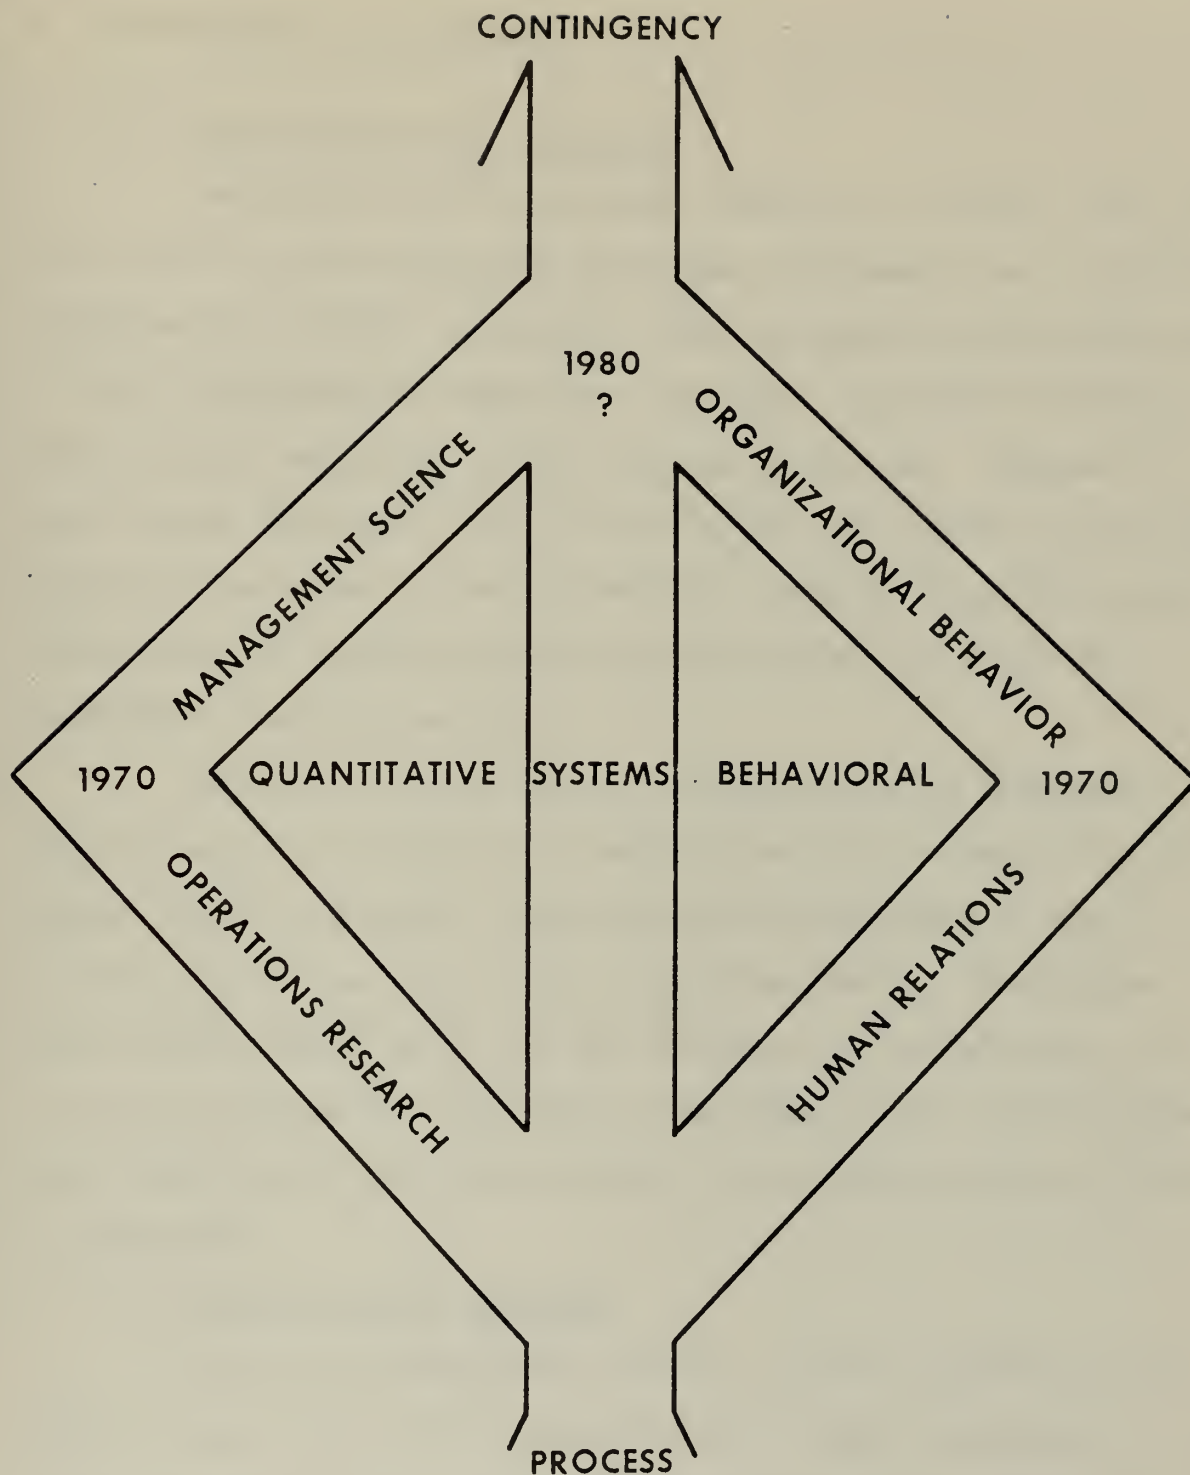 CONTINGENCY
1980
?
MANAGEMENT SCIENCE
ORGANIZATIONAL BEHAVIOR
1970
QUANTITATIVE
SYSTEMS
BEHAVIORAL
1970
OPERATIONS RESEARCH
HUMAN RELATIONS
PROCESS